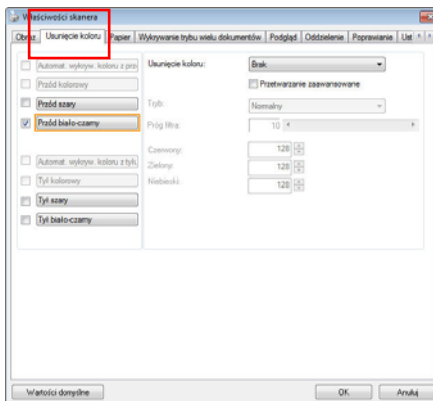 Właściwości skanera
Obraz Usunięcie koloru Papier Wykrywanie trybu wielu dokumentów Podgląd Oddzielenie Poprawianie Ust
Automat. wykryw. koloru z prz
Usunięcie koloru: Brak
Przód kolorowy
Przetwarzanie zaawansowane
Przód szary
Tryb: Normalny
Przód biało-czarny
Próg filtra: 10
Czerwony: 128
Automat. wykryw. koloru z tyłu
Zielony: 128
Tył kolorowy
Niebieski: 128
Tył szary
Tył biało-czarny
Wartości domyślne OK Anuluj